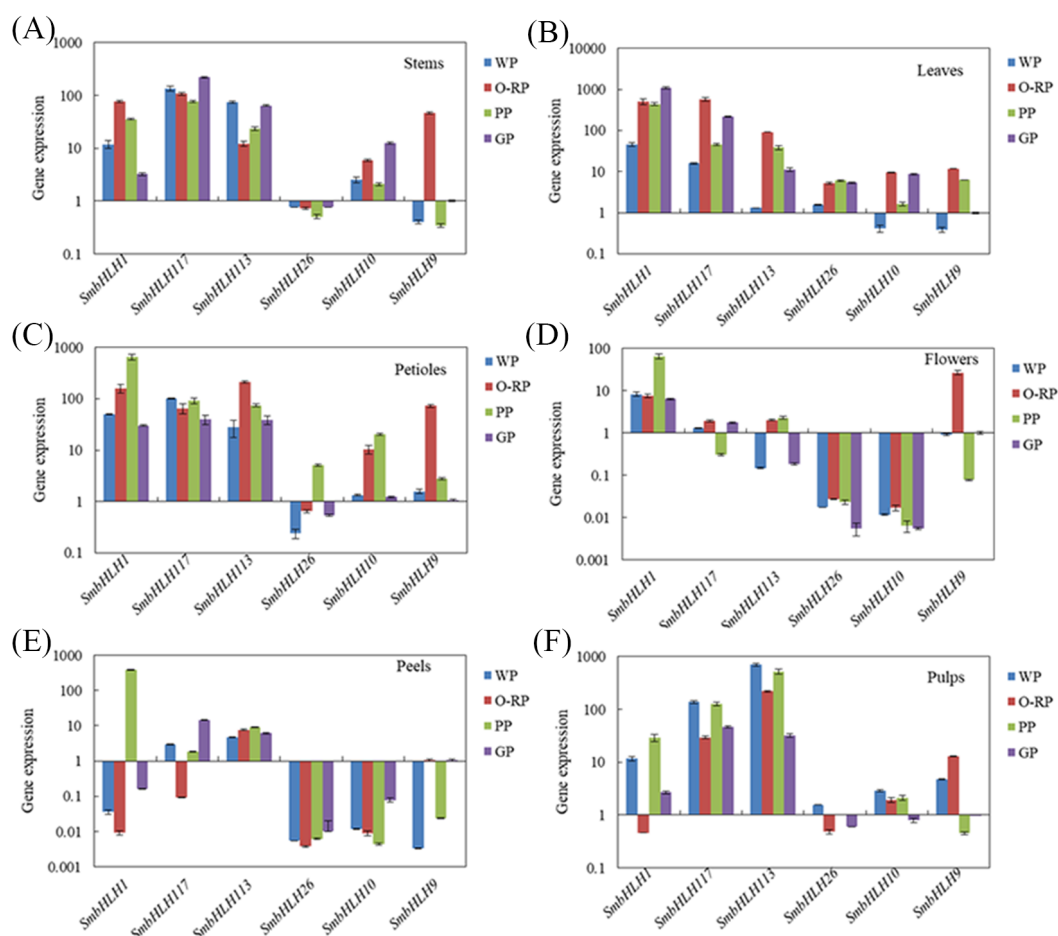 (A)
Stems
Gene expression
1000
100
10
1
0.1
SmbHLH1
SmbHLH117
SmbHLH113
SmbHLH26
SmbHLH10
SmbHLH9
WP
O-RP
PP
GP
(B)
Leaves
Gene expression
10000
1000
100
10
1
0.1
SmbHLH1
SmbHLH117
SmbHLH113
SmbHLH26
SmbHLH10
SmbHLH9
WP
O-RP
PP
GP
(C)
Petioles
Gene expression
1000
100
10
1
0.1
SmbHLH1
SmbHLH117
SmbHLH113
SmbHLH26
SmbHLH10
SmbHLH9
WP
O-RP
PP
GP
(D)
Flowers
Gene expression
100
10
1
0.1
0.01
0.001
SmbHLH1
SmbHLH117
SmbHLH113
SmbHLH26
SmbHLH10
SmbHLH9
WP
O-RP
PP
GP
(E)
Peels
Gene expression
1000
100
10
1
0.1
0.01
0.001
SmbHLH1
SmbHLH117
SmbHLH113
SmbHLH26
SmbHLH10
SmbHLH9
WP
O-RP
PP
GP
(F)
Pulps
Gene expression
1000
100
10
1
0.1
SmbHLH1
SmbHLH117
SmbHLH113
SmbHLH26
SmbHLH10
SmbHLH9
WP
O-RP
PP
GP